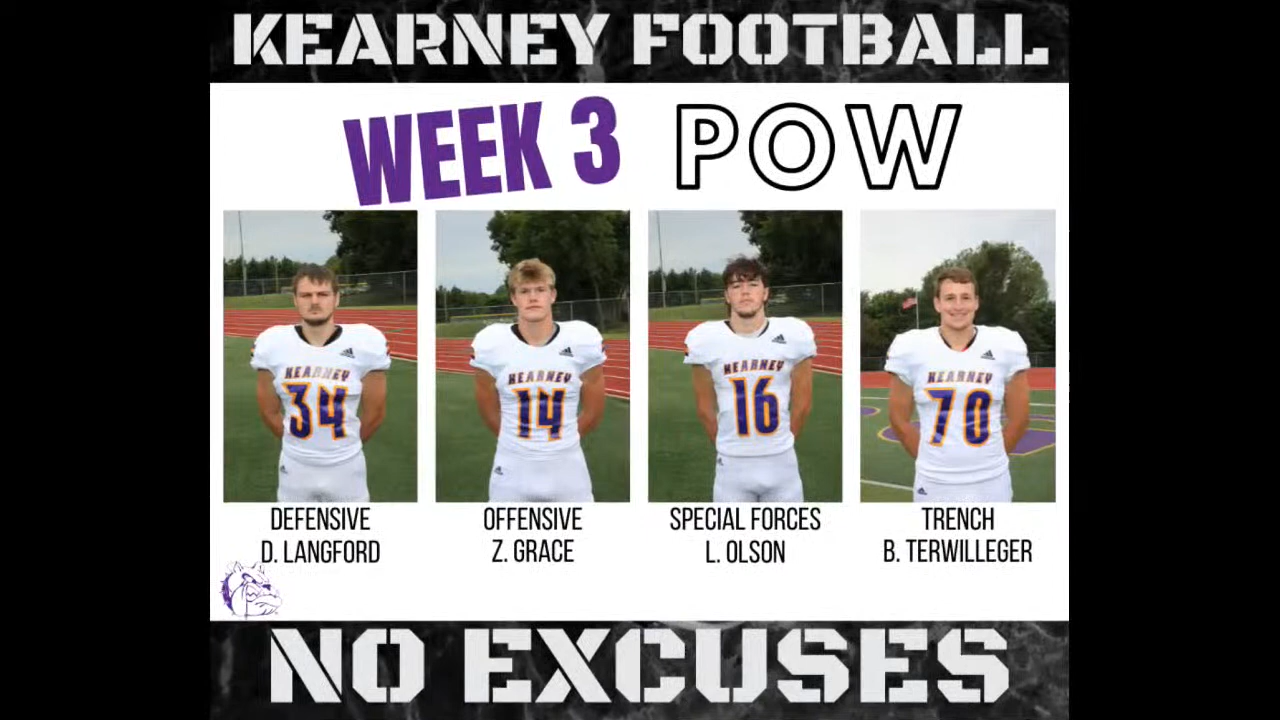 KEARNEY FOOTBALL
WEEK 3 POW
KEARNEY
34
KEARNEY
14
KEARNEY
16
KEARNEY
70
DEFENSIVE
D. LANGFORD
OFFENSIVE
Z. GRACE
SPECIAL FORCES
L. OLSON
TRENCH
B. TERWILLEGER
NO EXCUSES